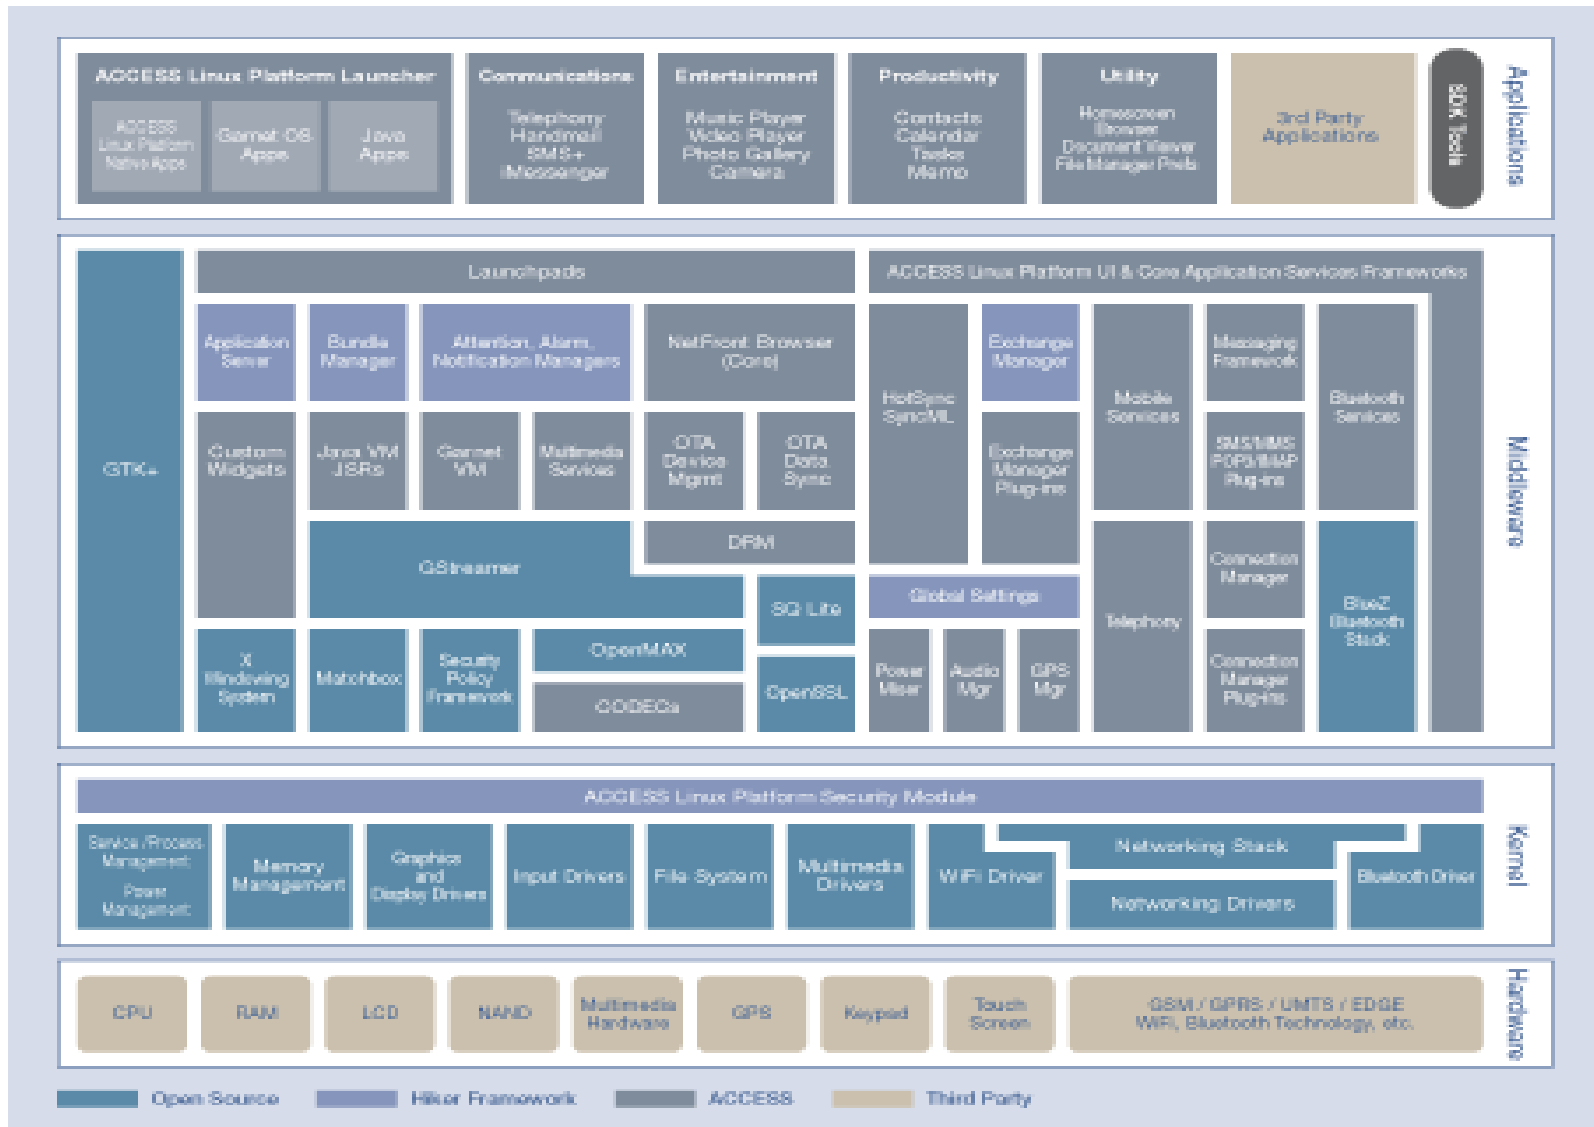 ACCESS Linux Platform Launcher
ACCESS
Linux Platform
Native Apps
Garnet OS
Apps
Java
Apps
Communications
Telephony
Handmail
SMS+
iMessenger
Entertainment
Music Player
Video Player
Photo Gallery
Camera
Productivity
Contacts
Calendar
Tasks
Memo
Utility
Homescreen
Browser
Document Viewer
File Manager Prefs
3rd Party
Applications
SDK Tools
Applications
GTK+
Launchpads
ACCESS Linux Platform UI & Core Application Services Frameworks
Application
Server
Bundle
Manager
Attention, Alarm,
Notification Managers
NetFront Browser
(Core)
HotSync
SyncML
Exchange
Manager
Mobile
Services
Messaging
Framework
Bluetooth
Services
Custom
Widgets
Java VM
JSRs
Garnet
VM
Multimedia
Services
OTA
Device
Mgmt
OTA
Data
Sync
Exchange
Manager
Plug-ins
SMS/MMS
POP3/IMAP
Plug-ins
GStreamer
DRM
SQ Lite
Global Settings
Telephony
Connection
Manager
BlueZ
Bluetooth
Stack
X
Windowing
System
Matchbox
Security
Policy
Framework
OpenMAX
CODECs
OpenSSL
Power
Miser
Audio
Mgr
GPS
Mgr
Connection
Manager
Plug-ins
Middleware
ACCESS Linux Platform Security Module
Service /Process
Management
Power
Management
Memory
Management
Graphics
and
Display Drivers
Input Drivers
File System
Multimedia
Drivers
WiFi Driver
Networking Stack
Networking Drivers
Bluetooth Driver
Kernel
CPU
RAM
LCD
NAND
Multimedia
Hardware
GPS
Keypad
Touch
Screen
GSM / GPRS / UMTS / EDGE
WiFi, Bluetooth Technology, etc.
Hardware
Open Source
Hiker Framework
ACCESS
Third Party